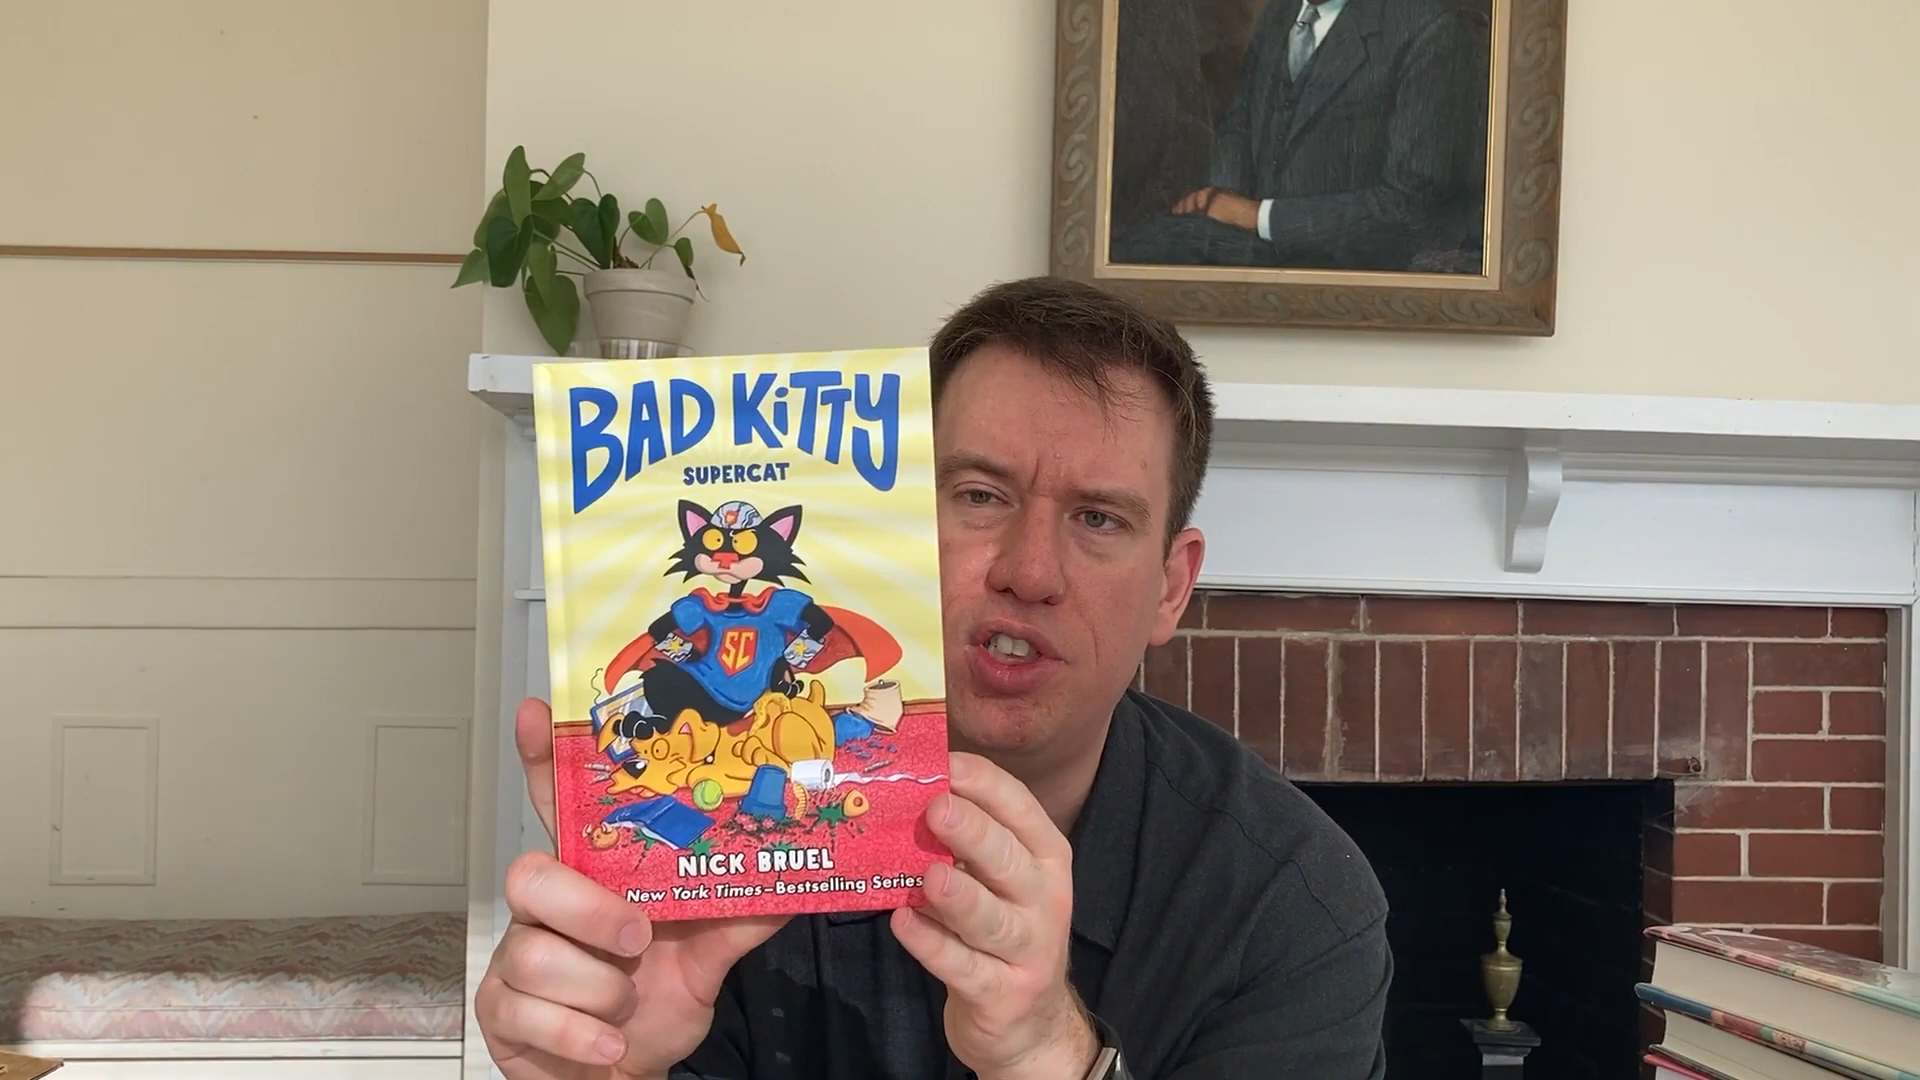 BAD KiTTY
SUPERCAT
SC
NICK BRUEL
New York Times–Bestselling Series